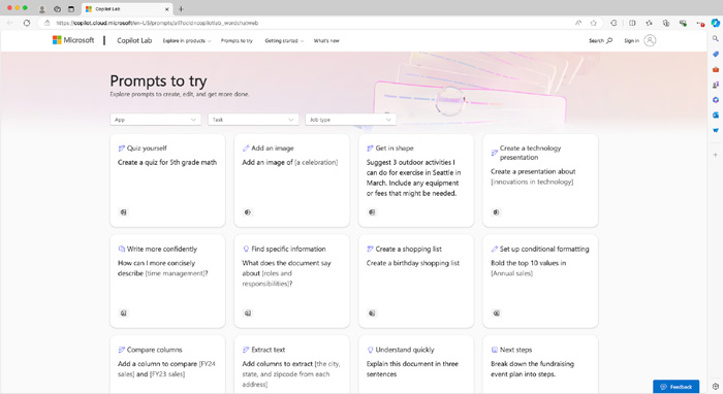 Copilot Lab
https://copilot.cloud.microsoft/en-US/prompts/all?ocid=copilotlab_wordchatweb
Microsoft
Copilot Lab
Explore in products
Prompts to try
Getting started
What's new
Search
Sign in
Prompts to try
Explore prompts to create, edit, and get more done.
App
Task
Job type
Quiz yourself
Create a quiz for 5th grade math
Add an image
Add an image of [a celebration]
Get in shape
Suggest 3 outdoor activities I
can do for exercise in Seattle in
March. Include any equipment
or fees that might be needed.
Create a technology
presentation
Create a presentation about
[innovations in technology]
Write more confidently
How can I more concisely
describe [time management]?
Find specific information
What does the document say
about [roles and
responsibilities]?
Create a shopping list
Create a birthday shopping list
Set up conditional formatting
Bold the top 10 values in
[Annual sales]
Compare columns
Add a column to compare [FY24
sales] and [FY23 sales]
Extract text
Add columns to extract [the city,
state, and zipcode from each
address]
Understand quickly
Explain this document in three
sentences
Next steps
Break down the fundraising
event plan into steps.
Feedback